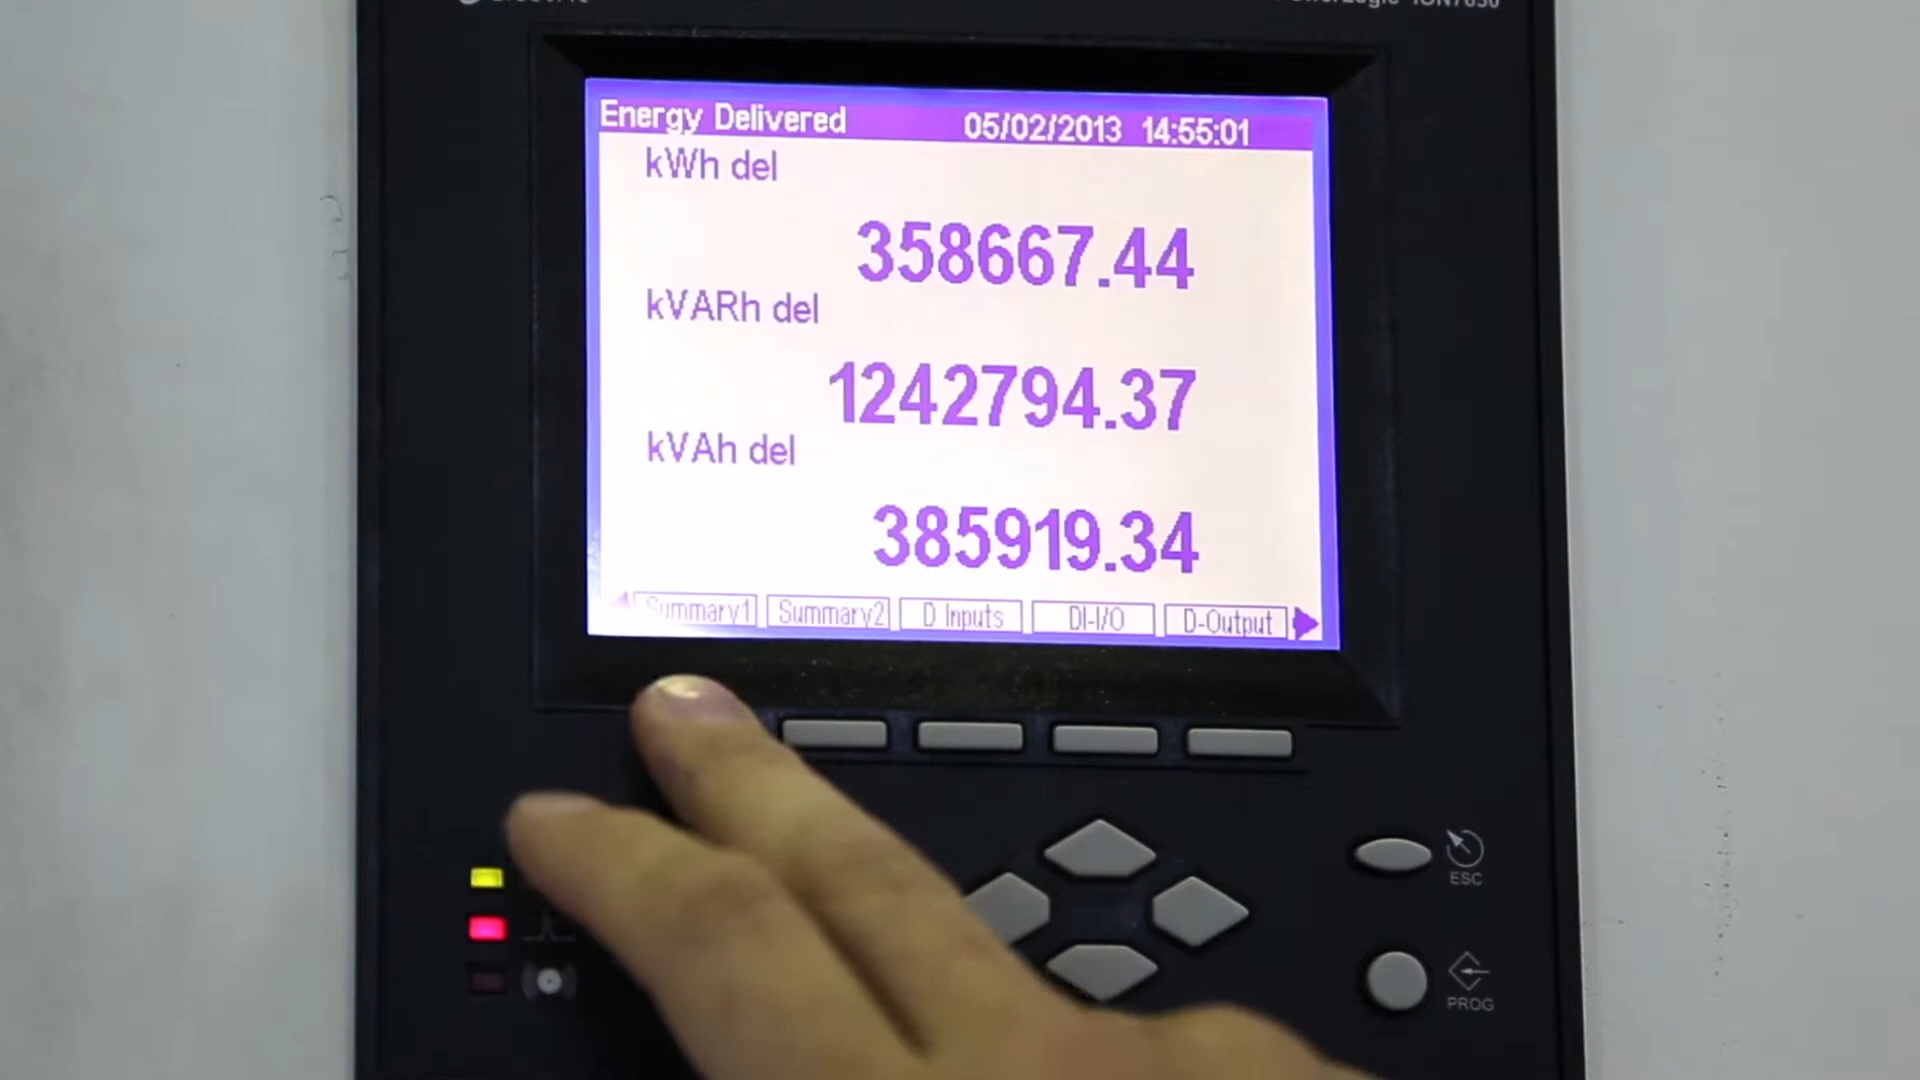 Energy Delivered 05/02/2013 14:55:01
kWh del
358667.44
kVARh del
1242794.37
kVAh del
385919.34
Summary1 Summary2 D Inputs DI-I/O D-Output
ESC
PROG